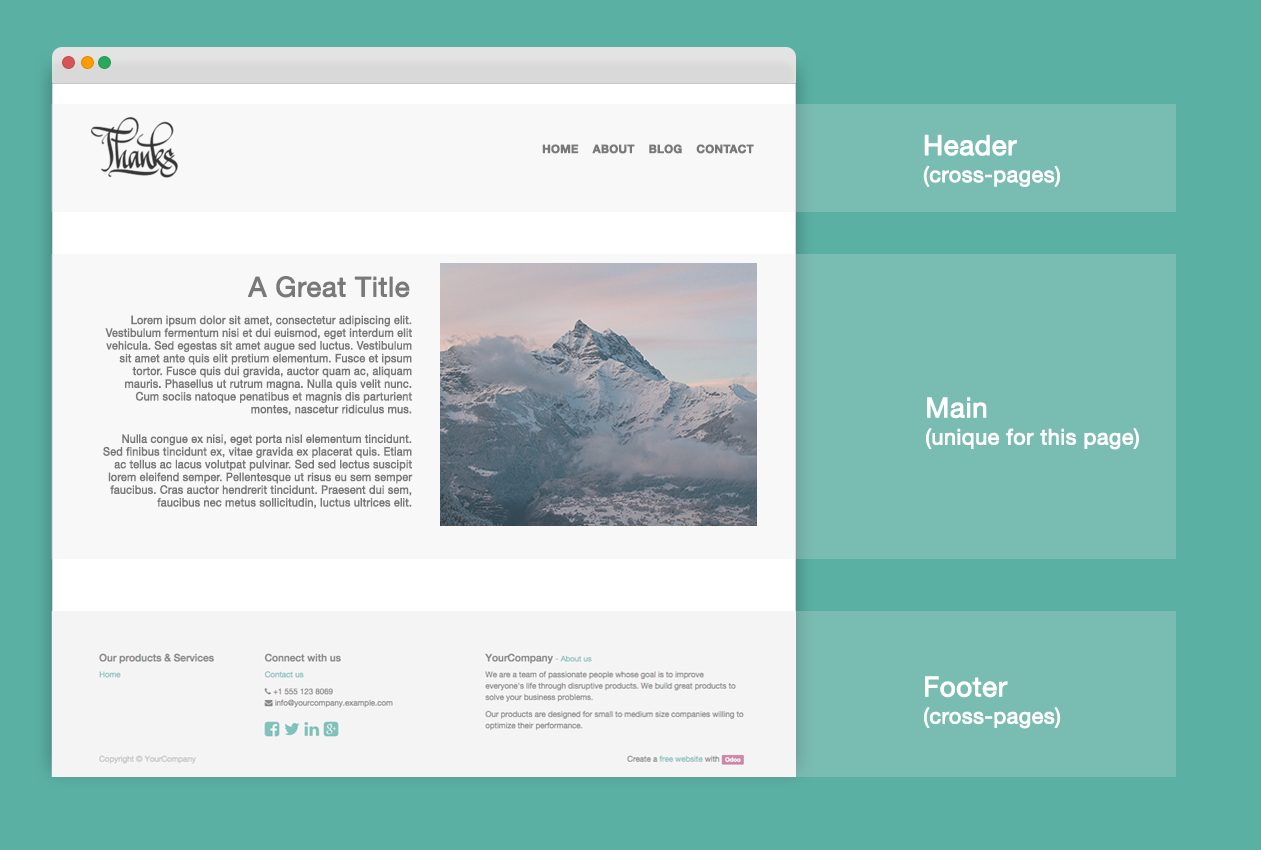 Thanks
HOME ABOUT BLOG CONTACT
Header
(cross-pages)
A Great Title
Lorem ipsum dolor sit amet, consectetur adipiscing elit.
Vestibulum fermentum nisi et dui euismod, eget interdum elit
vehicula. Sed egestas sit amet augue sed luctus. Vestibulum
sit amet ante quis elit pretium elementum. Fusce et ipsum
tortor. Fusce quis dui gravida, auctor quam ac, aliquam
mauris. Phasellus ut rutrum magna. Nulla quis velit nunc.
Cum sociis natoque penatibus et magnis dis parturient
montes, nascetur ridiculus mus.
Nulla congue ex nisi, eget porta nisl elementum tincidunt.
Sed finibus tincidunt ex, vitae gravida ex placerat quis. Etiam
ac tellus ac lacus volutpat pulvinar. Sed sed lectus suscipit
lorem eleifend semper. Pellentesque ut risus eu sem semper
faucibus. Cras auctor hendrerit tincidunt. Praesent dui sem,
faucibus nec metus sollicitudin, luctus ultrices elit.
Main
(unique for this page)
Our products & Services
Home
Connect with us
Contact us
+1 555 123 8069
info@yourcompany.example.com
YourCompany - About us
We are a team of passionate people whose goal is to improve
everyone's life through disruptive products. We build great products to
solve your business problems.
Our products are designed for small to medium size companies willing to
optimize their performance.
Copyright © YourCompany
Create a free website with Odoo
Footer
(cross-pages)